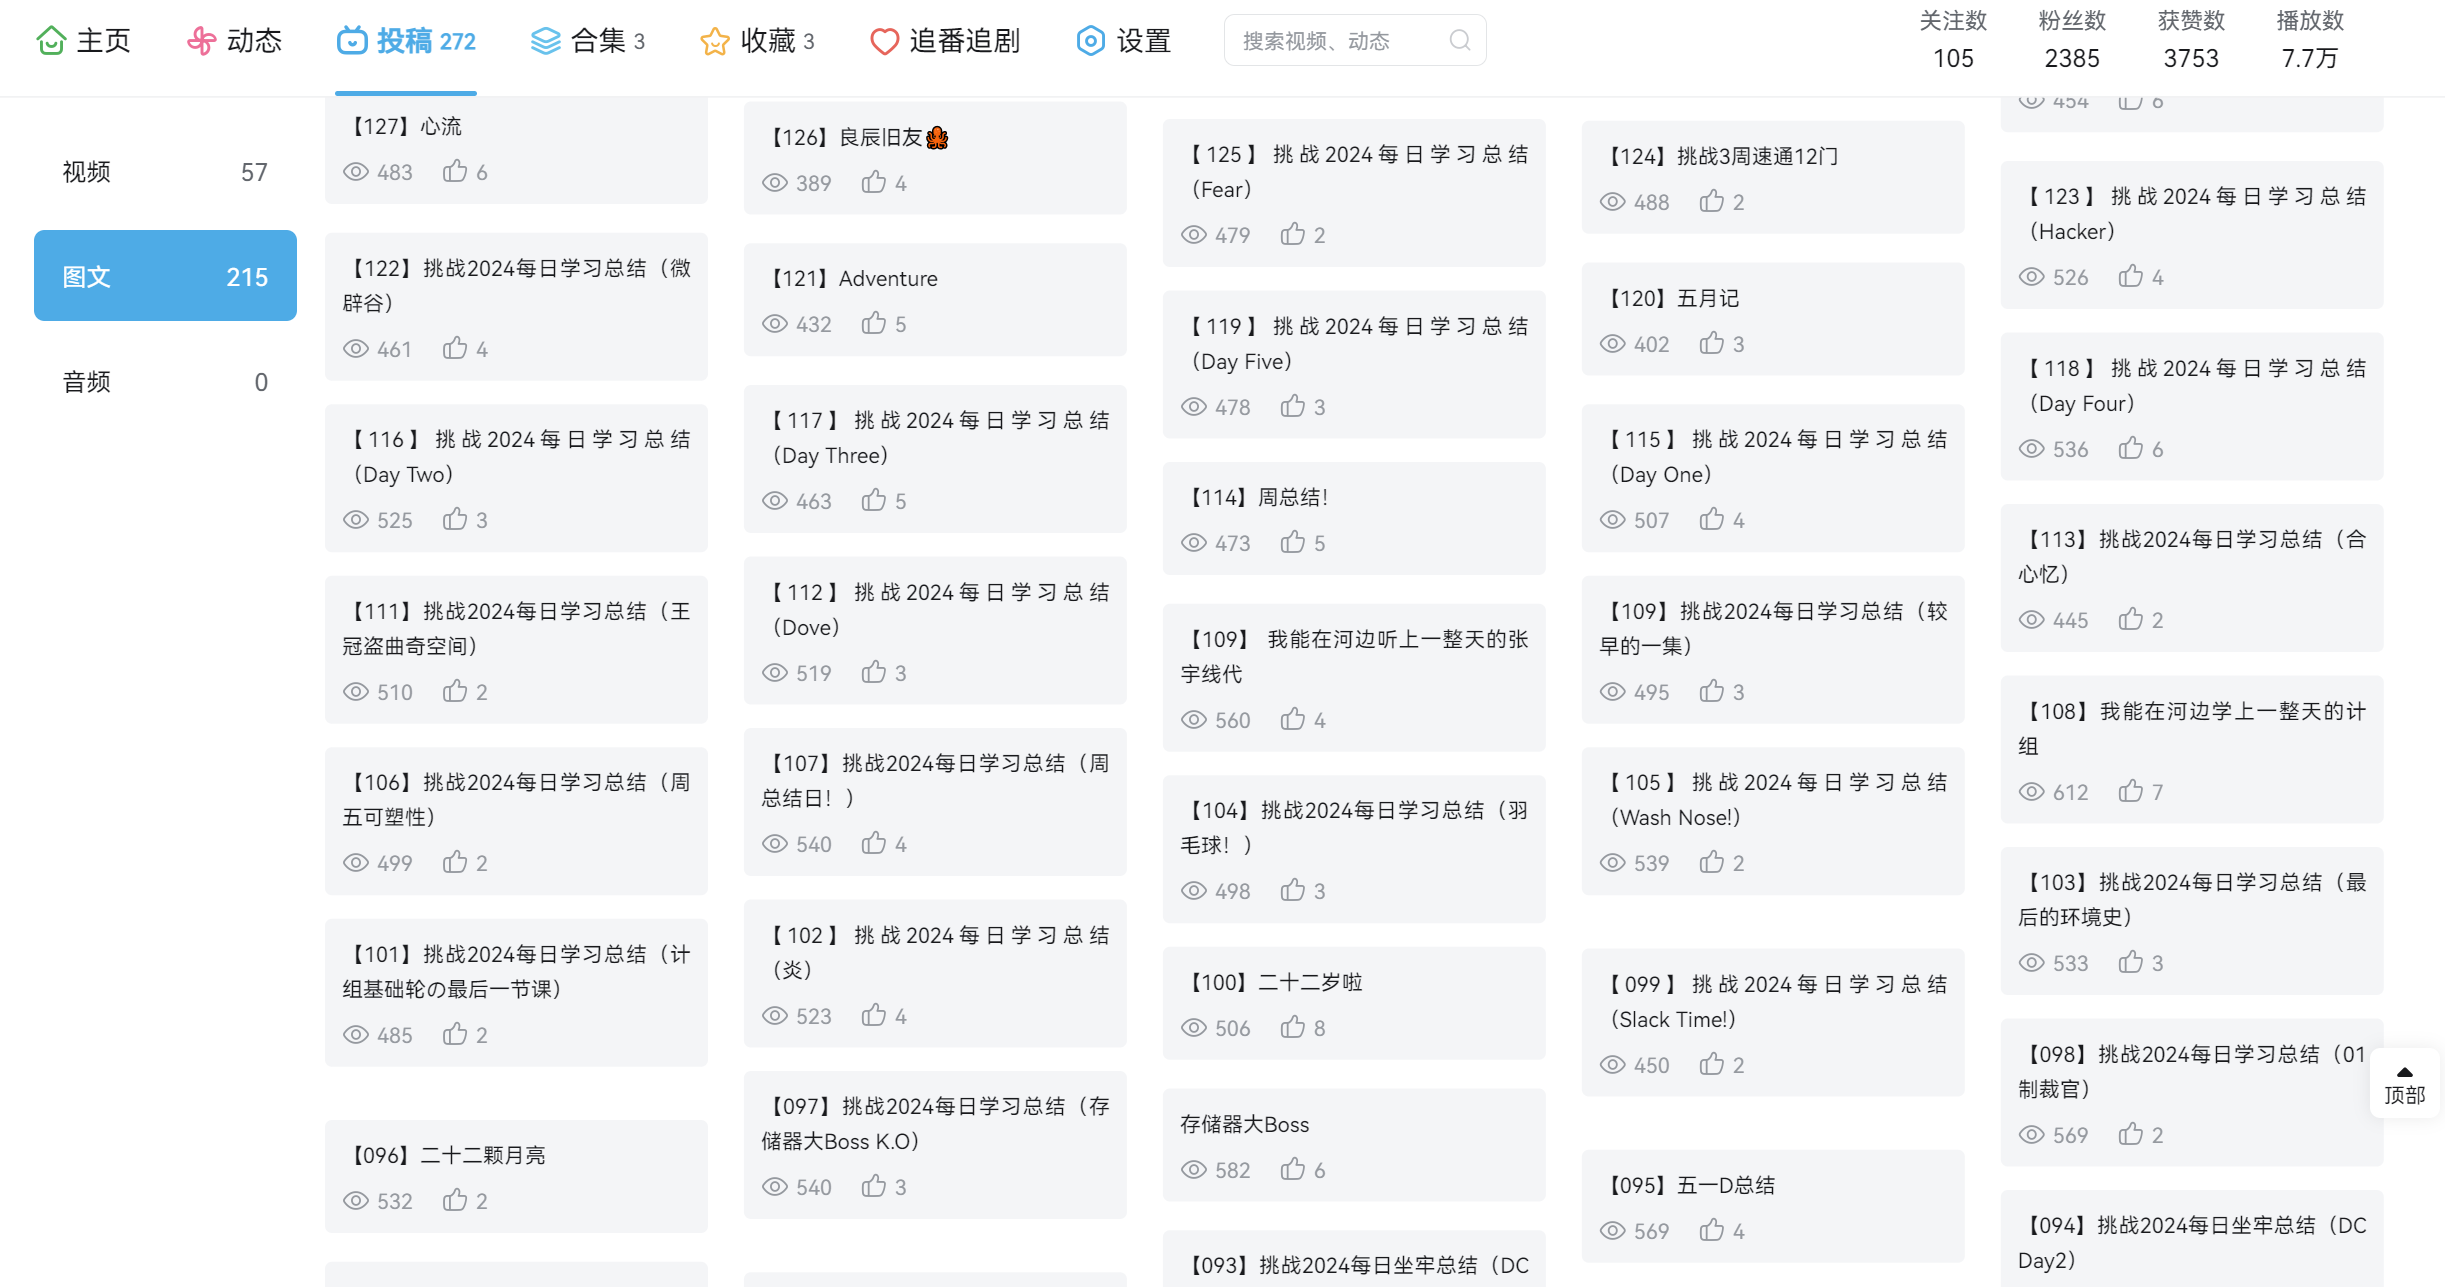 主页
动态
投稿 272
合集 3
收藏 3
追番追剧
设置
搜索视频、动态
关注数
105
粉丝数
2385
获赞数
3753
播放数
7.7万
视频 57
图文 215
音频 0
【127】心流
483 6
【126】良辰旧友🐙
389 4
【125】挑战2024每日学习总结
（Fear）
479 2
【124】挑战3周速通12门
488 2
454 6
【123】挑战2024每日学习总结
（Hacker）
526 4
【122】挑战2024每日学习总结（微
辟谷）
461 4
【121】Adventure
432 5
【119】挑战2024每日学习总结
（Day Five）
478 3
【120】五月记
402 3
【118】挑战2024每日学习总结
（Day Four）
536 6
【116】挑战2024每日学习总结
（Day Two）
525 3
【117】挑战2024每日学习总结
（Day Three）
463 5
【114】周总结！
473 5
【115】挑战2024每日学习总结
（Day One）
507 4
【113】挑战2024每日学习总结（合
心忆）
445 2
【111】挑战2024每日学习总结（王
冠盗曲奇空间）
510 2
【112】挑战2024每日学习总结
（Dove）
519 3
【109】 我能在河边听上一整天的张
宇线代
560 4
【109】挑战2024每日学习总结（较
早的一集）
495 3
【108】我能在河边学上一整天的计
组
612 7
【106】挑战2024每日学习总结（周
五可塑性）
499 2
【107】挑战2024每日学习总结（周
总结日！）
540 4
【104】挑战2024每日学习总结（羽
毛球！）
498 3
【105】挑战2024每日学习总结
（Wash Nose!）
539 2
【103】挑战2024每日学习总结（最
后的环境史）
533 3
【101】挑战2024每日学习总结（计
组基础轮の最后一节课）
485 2
【102】挑战2024每日学习总结
（炎）
523 4
【100】二十二岁啦
506 8
【099】挑战2024每日学习总结
（Slack Time!）
450 2
【098】挑战2024每日学习总结（01
制裁官）
569 2
【096】二十二颗月亮
532 2
【097】挑战2024每日学习总结（存
储器大Boss K.O）
540 3
存储器大Boss
582 6
【095】五一D总结
569 4
【094】挑战2024每日坐牢总结（DC
Day2）
【093】挑战2024每日坐牢总结（DC
顶部